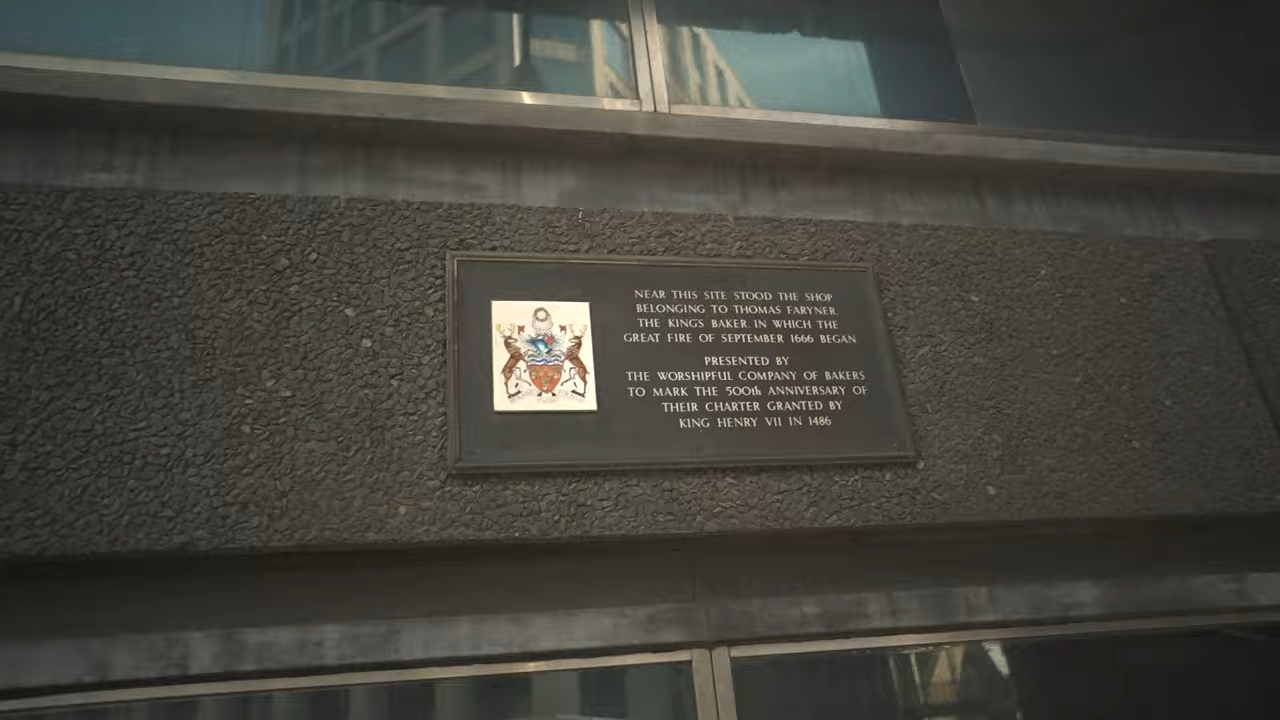 NEAR THIS SITE STOOD THE SHOP
BELONGING TO THOMAS FARYNER.
THE KING'S BAKER. IN WHICH THE
GREAT FIRE OF SEPTEMBER 1666 BEGAN
PRESENTED BY
THE WORSHIPFUL COMPANY OF BAKERS
TO MARK THE 500th ANNIVERSARY OF
THEIR CHARTER GRANTED BY
KING HENRY VII IN 1486